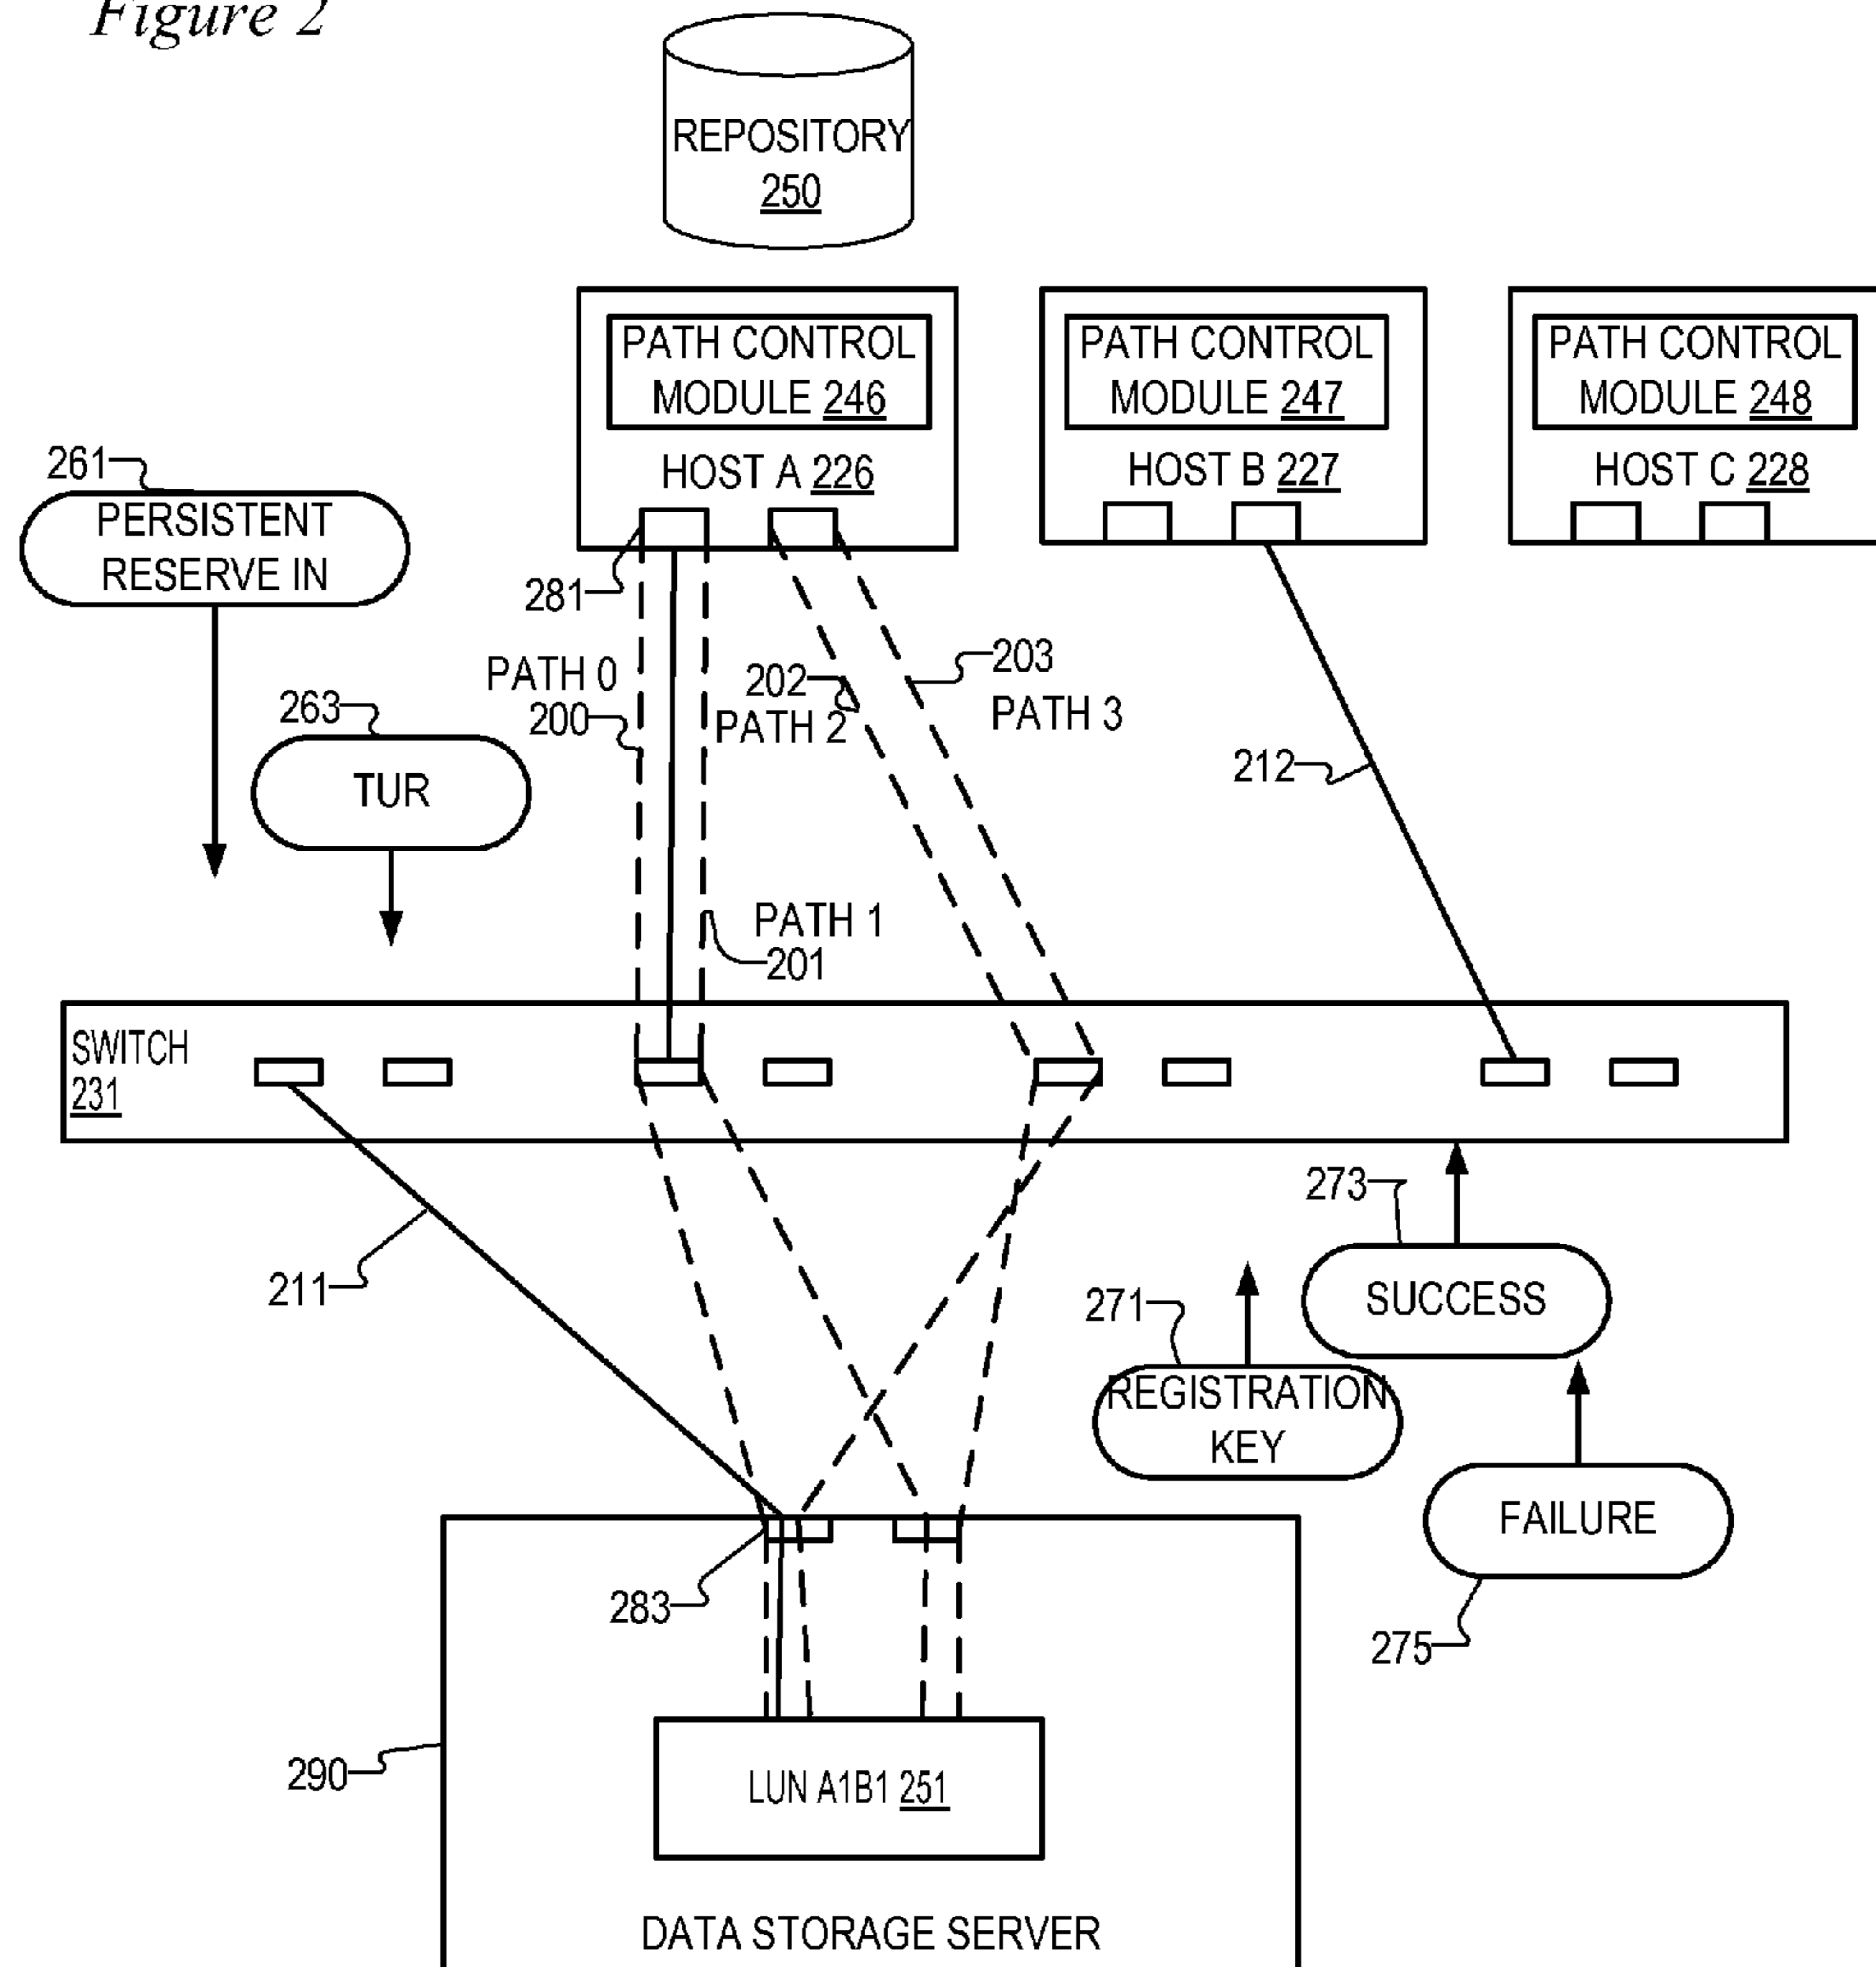 Figure 2
REPOSITORY
250
PATH CONTROL
MODULE 246
HOST A 226
PATH CONTROL
MODULE 247
HOST B 227
PATH CONTROL
MODULE 248
HOST C 228
261
PERSISTENT
RESERVE IN
281
263
TUR
PATH 0
200
202
PATH 2
203
PATH 3
212
PATH 1
201
SWITCH
231
211
273
SUCCESS
271
REGISTRATION
KEY
FAILURE
275
283
290
LUN A1B1 251
DATA STORAGE SERVER